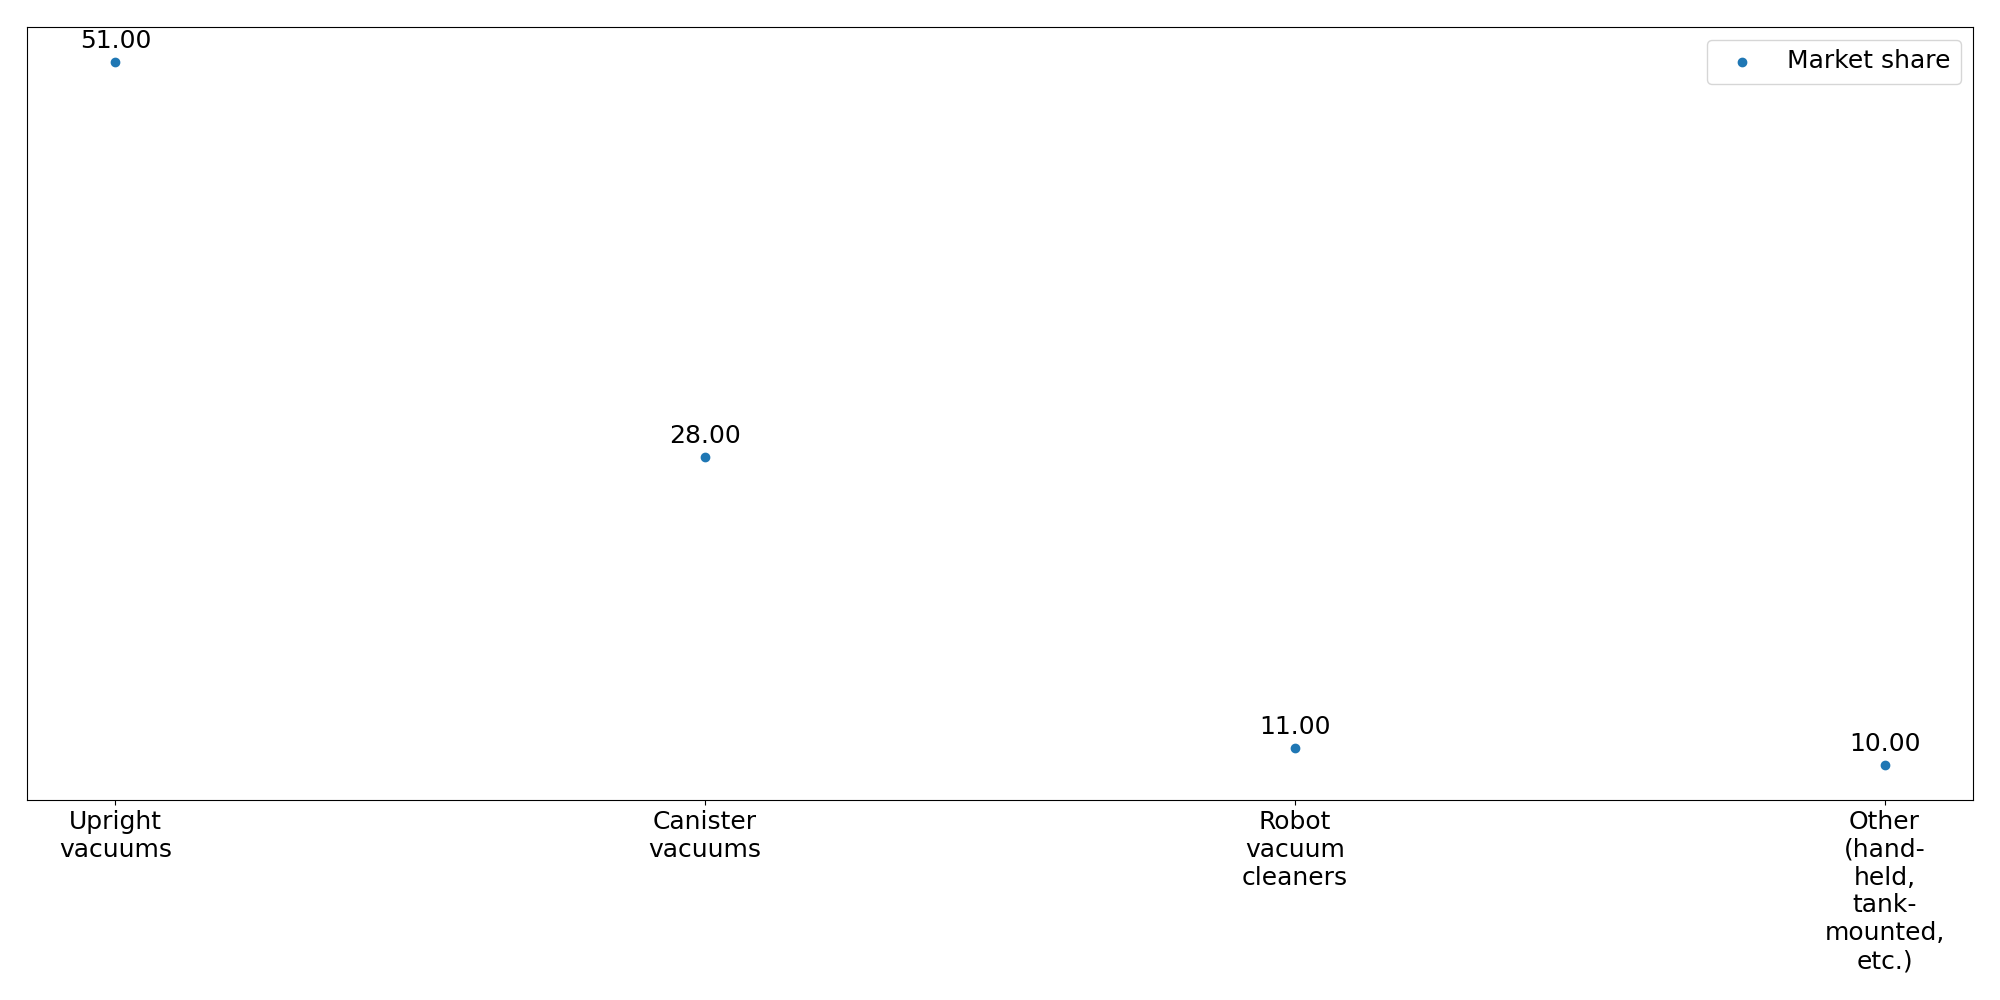 51.00
Market share
28.00
11.00
10.00
Upright
vacuums
Canister
vacuums
Robot
vacuum
cleaners
Other
(hand-
held,
tank-
mounted,
etc.)